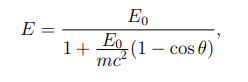 E = \frac{E_0}{1 + \frac{E_0}{mc^2}(1 - \cos\theta)},